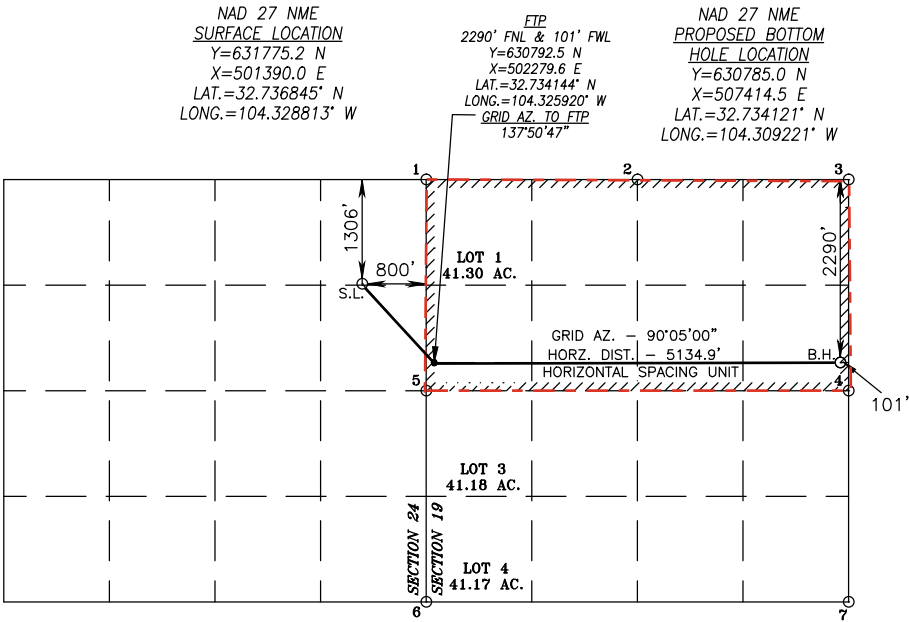 NAD 27 NME
SURFACE LOCATION
Y=631775.2 N
X=501390.0 E
LAT.=32.736845° N
LONG.=104.328813° W
FTP
2290' FNL & 101' FWL
Y=630792.5 N
X=502279.6 E
LAT.=32.734144° N
LONG.=104.325920° W
GRID AZ. TO FTP
137°50'47"
NAD 27 NME
PROPOSED BOTTOM
HOLE LOCATION
Y=630785.0 N
X=507414.5 E
LAT.=32.734121° N
LONG.=104.309221° W
1
2
3
1306'
800'
S.L.
LOT 1
41.30 AC.
2290'
GRID AZ. – 90°05'00"
HORZ. DIST. – 5134.9'
HORIZONTAL SPACING UNIT
B.H.
5
4
101'
LOT 3
41.18 AC.
SECTION 24
SECTION 19
LOT 4
41.17 AC.
6
7